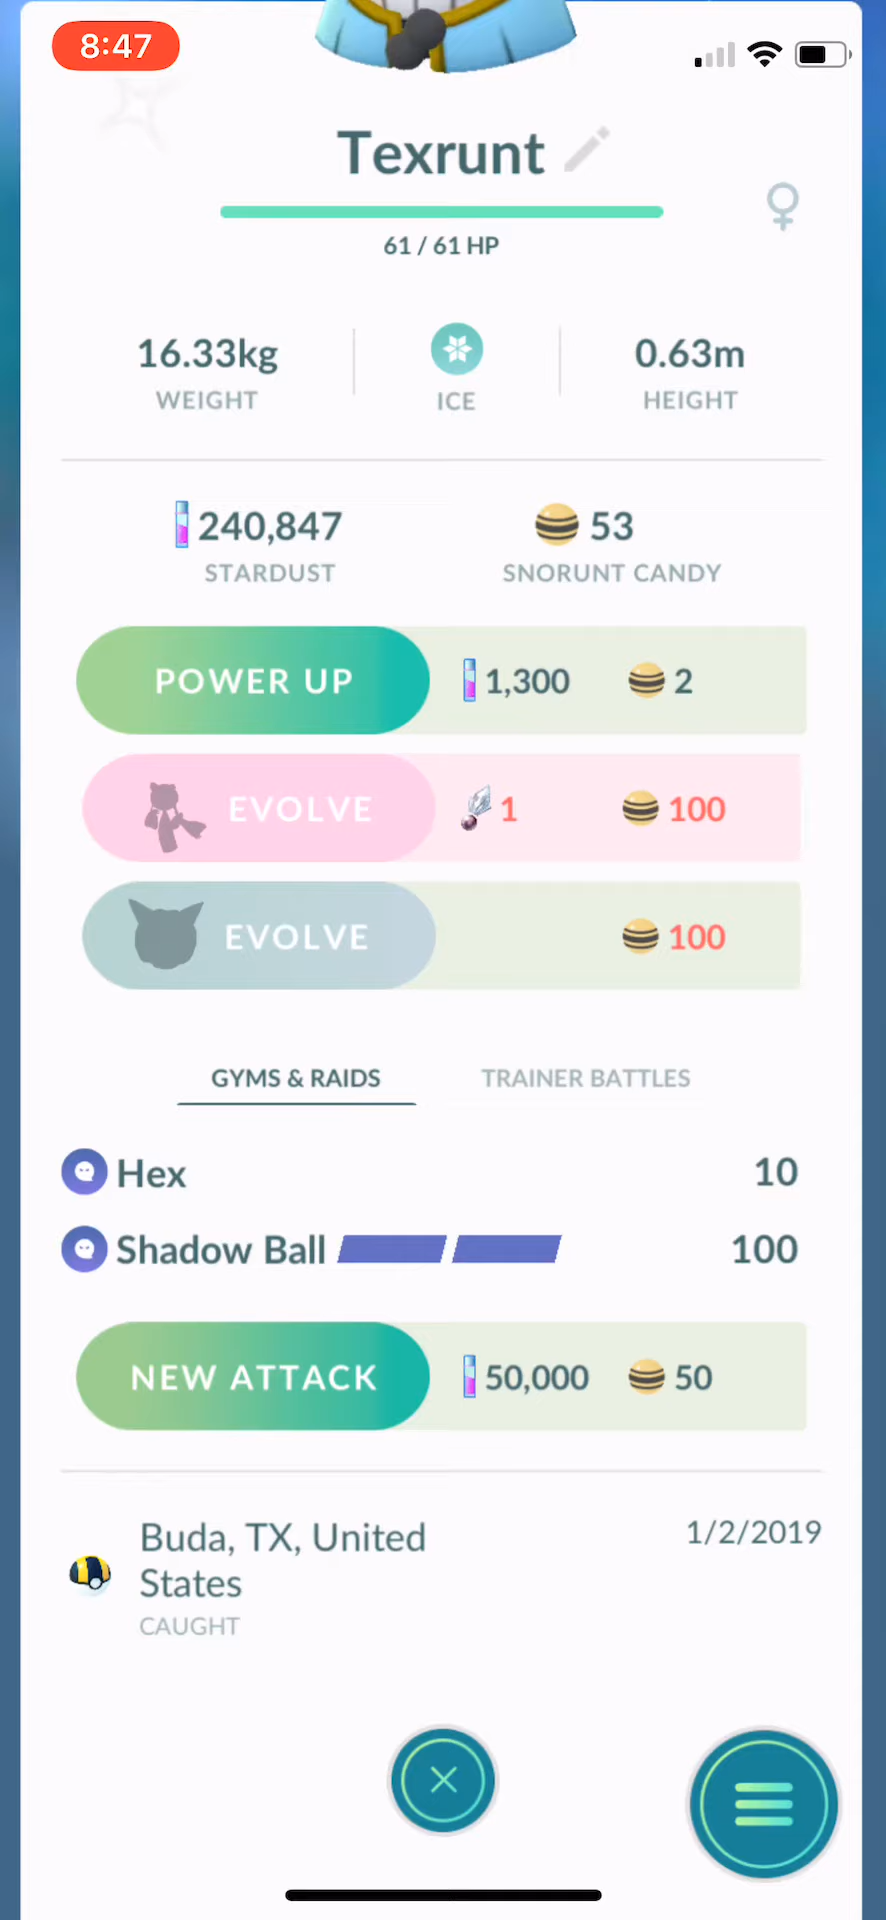 8:47
Texrunt
61 / 61 HP
16.33kg
WEIGHT
ICE
0.63m
HEIGHT
240,847
STARDUST
53
SNORUNT CANDY
POWER UP 1,300 2
EVOLVE 1 100
EVOLVE 100
GYMS & RAIDS TRAINER BATTLES
Hex 10
Shadow Ball 100
NEW ATTACK 50,000 50
Buda, TX, United 1/2/2019
States
CAUGHT